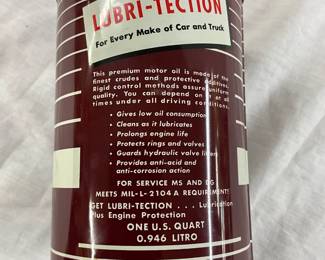 LUBRI-TECTION
For Every Make of Car and Truck
This premium motor oil is made of the
finest crudes and protective additives.
Rigid control methods assure uniform
quality. You can depend on it at all
times under all driving conditions.
• Gives low oil consumption
• Cleans as it lubricates
• Prolongs engine life
• Protects rings and valves
• Guards hydraulic valve lifters
• Provides anti-acid and
anti-corrosion action
FOR SERVICE MS AND DG
MEETS MIL-L-2104 A REQUIREMENTS
GET LUBRI-TECTION . . . Lubrication
Plus Engine Protection
ONE U.S. QUART
0.946 LITRO